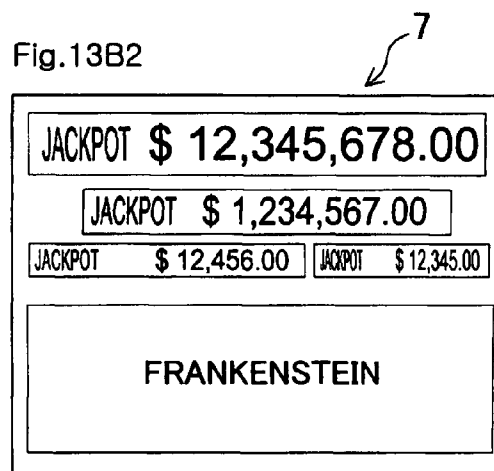 7
Fig.13B2
JACKPOT $ 12,345,678.00
JACKPOT $ 1,234,567.00
JACKPOT $ 12,456.00 JACKPOT $ 12,345.00
FRANKENSTEIN